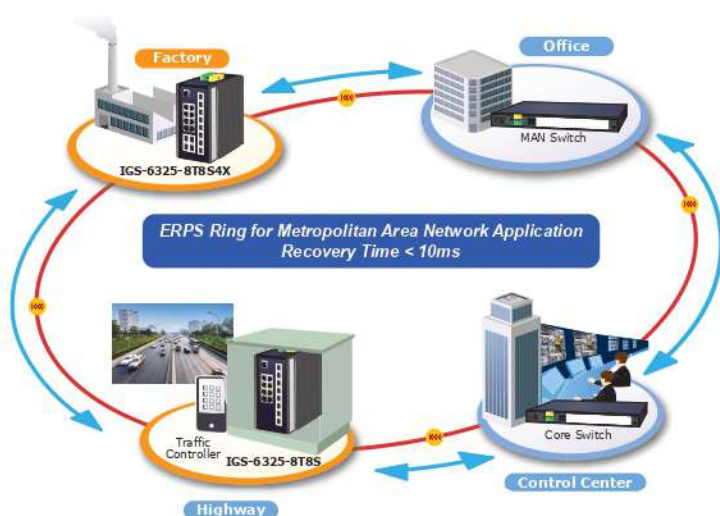 Factory
Office
IGS-6325-8T8S4X
MAN Switch
ERPS Ring for Metropolitan Area Network Application
Recovery Time < 10ms
Traffic
Controller
IGS-6325-8T8S
Core Switch
Highway
Control Center